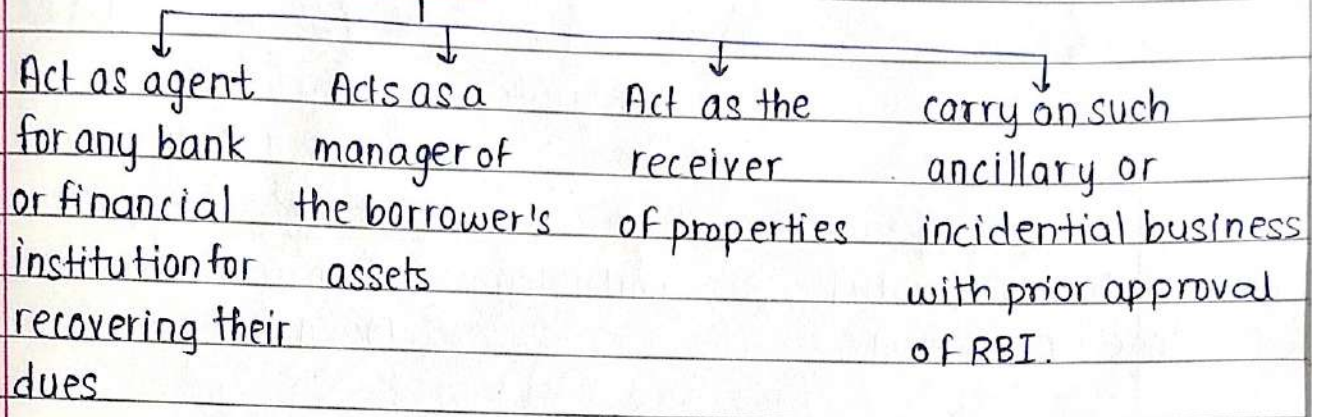 Act as agent
for any bank
or financial
institution for
recovering their
dues
Acts as a
manager of
the borrower's
assets
Act as the
receiver
of properties
carry on such
ancillary or
incidential business
with prior approval
of RBI.